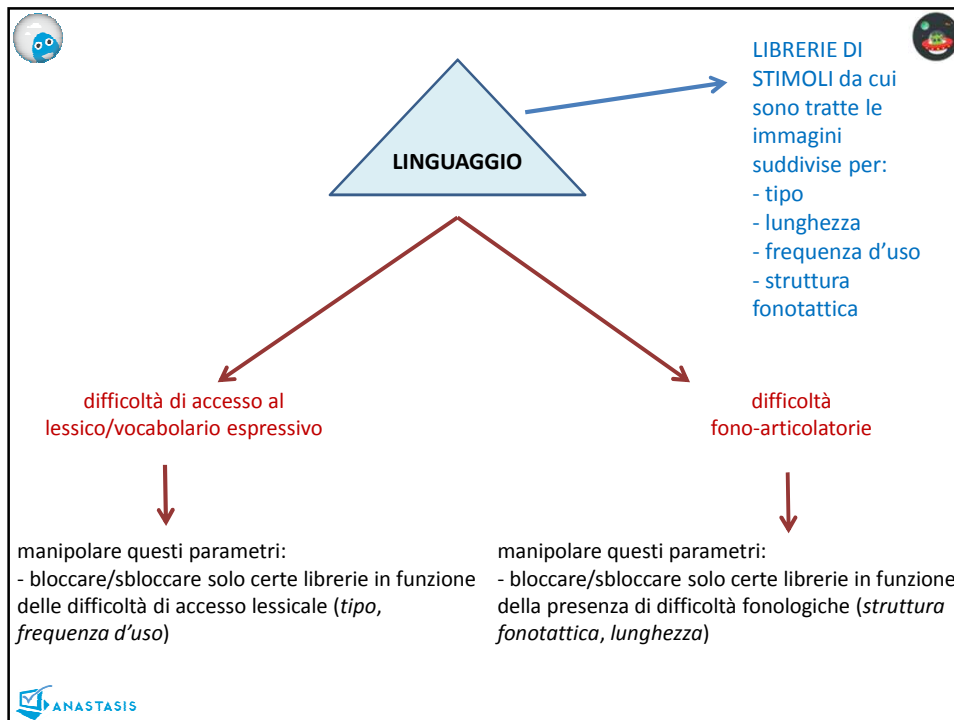 LIBRERIE DI
STIMOLI da cui
sono tratte le
immagini
suddivise per:
- tipo
- lunghezza
- frequenza d’uso
- struttura
fonotattica
LINGUAGGIO
difficoltà di accesso al
lessico/vocabolario espressivo
difficoltà
fono-articolatorie
manipolare questi parametri:
- bloccare/sbloccare solo certe librerie in funzione
delle difficoltà di accesso lessicale (tipo,
frequenza d’uso)
manipolare questi parametri:
- bloccare/sbloccare solo certe librerie in funzione
della presenza di difficoltà fonologiche (struttura
fonotattica, lunghezza)
ANASTASIS